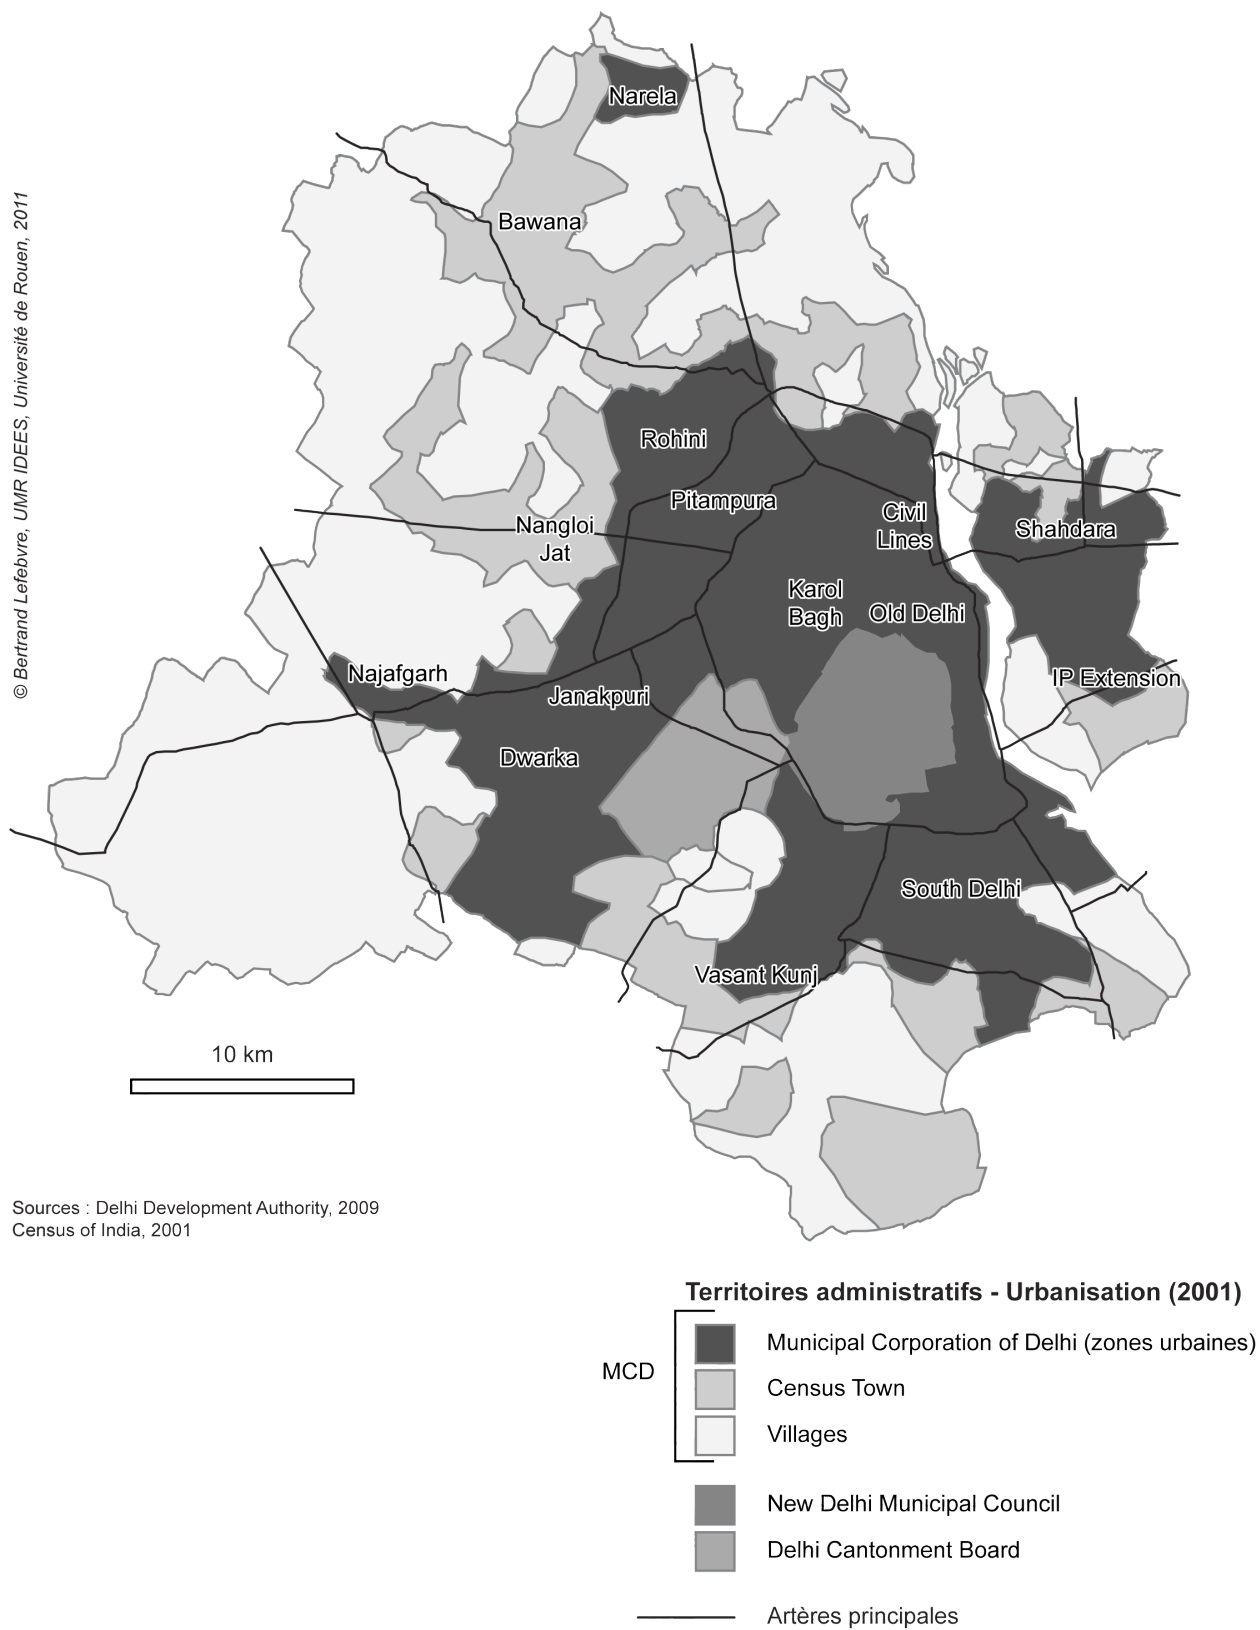 © Bertrand Lefebvre, UMR IDEES, Université de Rouen, 2011
Narela
Bawana
Rohini
Pitampura
Nangloi
Jat
Civil
Lines
Shahdara
Karol
Bagh
Old Delhi
Najafgarh
Janakpuri
IP Extension
Dwarka
South Delhi
Vasant Kunj
10 km
Sources : Delhi Development Authority, 2009
Census of India, 2001
Territoires administratifs - Urbanisation (2001)
MCD
Municipal Corporation of Delhi (zones urbaines)
Census Town
Villages
New Delhi Municipal Council
Delhi Cantonment Board
Artères principales